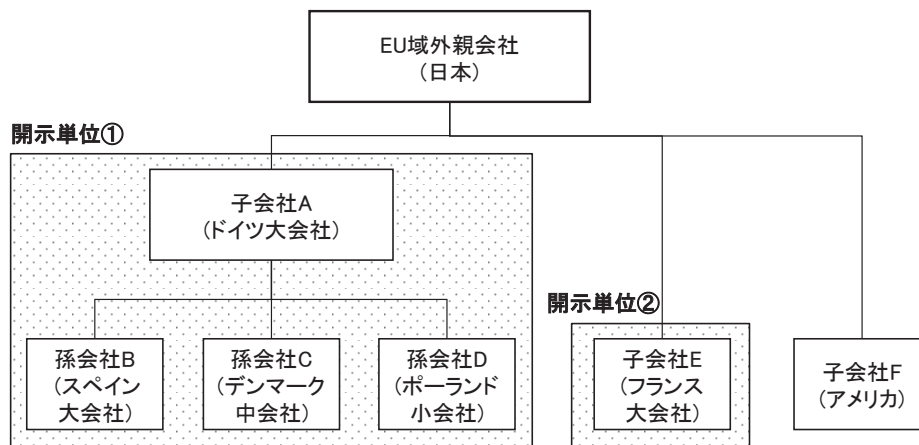 EU域外親会社
（日本）
開示単位①
子会社A
（ドイツ大会社）
開示単位②
孫会社B
（スペイン
大会社）
孫会社C
（デンマーク
中会社）
孫会社D
（ポーランド
小会社）
子会社E
（フランス
大会社）
子会社F
（アメリカ）